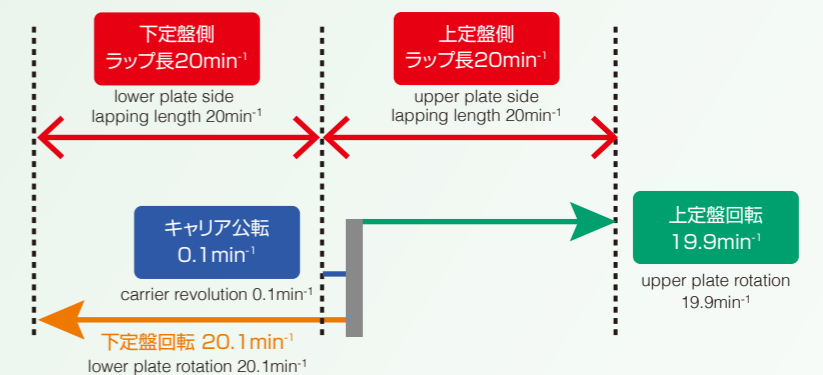 下定盤側
ラップ長20min⁻¹
lower plate side
lapping length 20min⁻¹
上定盤側
ラップ長20min⁻¹
upper plate side
lapping length 20min⁻¹
キャリア公転
0.1min⁻¹
carrier revolution 0.1min⁻¹
上定盤回転
19.9min⁻¹
upper plate rotation
19.9min⁻¹
下定盤回転 20.1min⁻¹
lower plate rotation 20.1min⁻¹